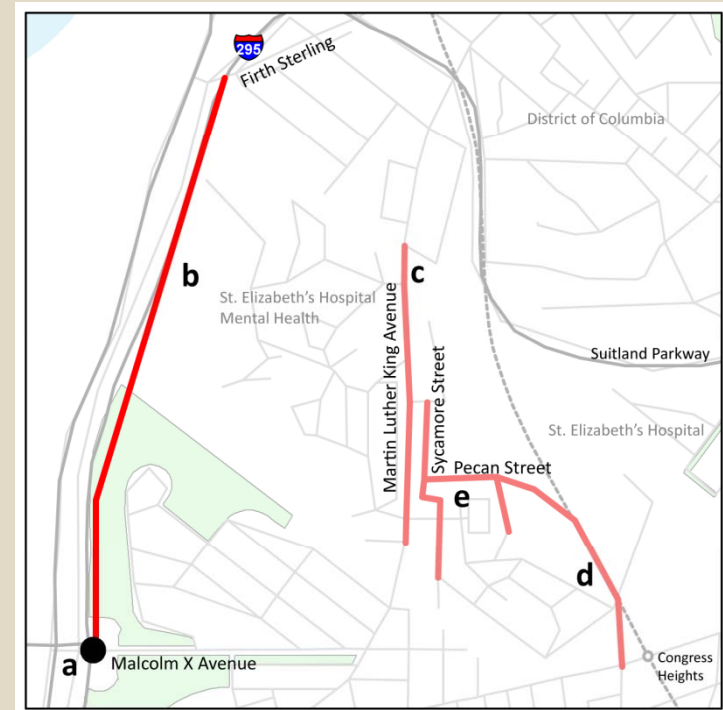 295
Firth Sterling
District of Columbia
b
c
St. Elizabeth's Hospital
Mental Health
Martin Luther King Avenue
Sycamore Street
Suitland Parkway
St. Elizabeth's Hospital
Pecan Street
e
d
a
Malcolm X Avenue
Congress
Heights